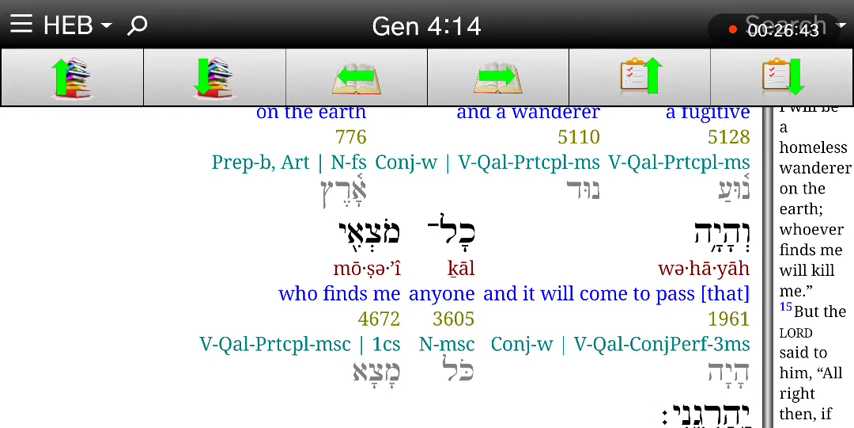 HEB Gen 4:14 00:26:43
on the earth and a wanderer a fugitive
776 5110 5128
Prep-b, Art | N-fs Conj-w | V-Qal-Prtcpl-ms V-Qal-Prtcpl-ms
אֶ֫רֶץ נוּד נ֫וּעַ
וְהָיָ֥ה כָל־ מֹצְאִ֖י
mō·ṣə·’î ḵāl wə·hā·yāh
who finds me anyone and it will come to pass [that]
4672 3605 1961
V-Qal-Prtcpl-msc | 1cs N-msc Conj-w | V-Qal-ConjPerf-3ms
מָצָא כֹּל הָיָה
יַֽהַרְגֵֽנִי׃
I will be
a
homeless
wanderer
on the
earth;
whoever
finds me
will kill
me.”
15But the
LORD
said to
him, “All
right
then, if